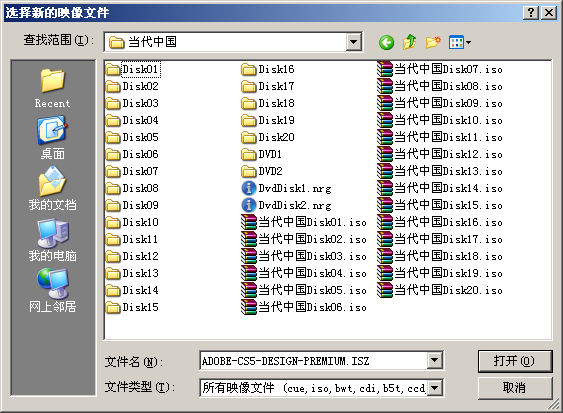 选择新的映像文件
查找范围(I):
当代中国
Recent
桌面
我的文档
我的电脑
网上邻居
Disk01
Disk02
Disk03
Disk04
Disk05
Disk06
Disk07
Disk08
Disk09
Disk10
Disk11
Disk12
Disk13
Disk14
Disk15
Disk16
Disk17
Disk18
Disk19
Disk20
DVD1
DVD2
DvdDisk1.nrg
DvdDisk2.nrg
当代中国Disk01.iso
当代中国Disk02.iso
当代中国Disk03.iso
当代中国Disk04.iso
当代中国Disk05.iso
当代中国Disk06.iso
当代中国Disk07.iso
当代中国Disk08.iso
当代中国Disk09.iso
当代中国Disk10.iso
当代中国Disk11.iso
当代中国Disk12.iso
当代中国Disk13.iso
当代中国Disk14.iso
当代中国Disk15.iso
当代中国Disk16.iso
当代中国Disk17.iso
当代中国Disk18.iso
当代中国Disk19.iso
当代中国Disk20.iso
文件名(N):
ADOBE-CS5-DESIGN-PREMIUM.ISZ
打开(O)
文件类型(T):
所有映像文件 (cue,iso,bwt,cdi,b5t,ccd
取消